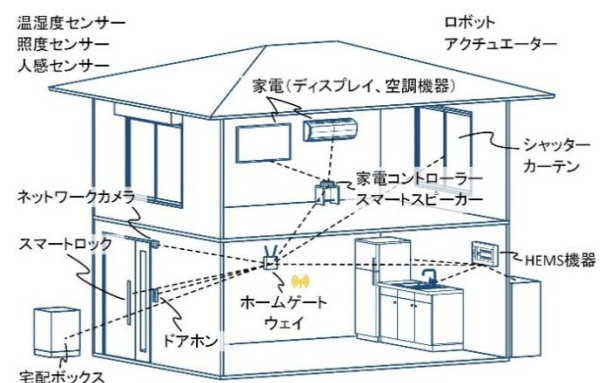 温湿度センサー
照度センサー
人感センサー
ロボット
アクチュエーター
家電(ディスプレイ、空調機器)
シャッター
カーテン
家電コントローラー
スマートスピーカー
ネットワークカメラ
スマートロック
HEMS機器
ホームゲート
ウェイ
ドアホン
宅配ボックス